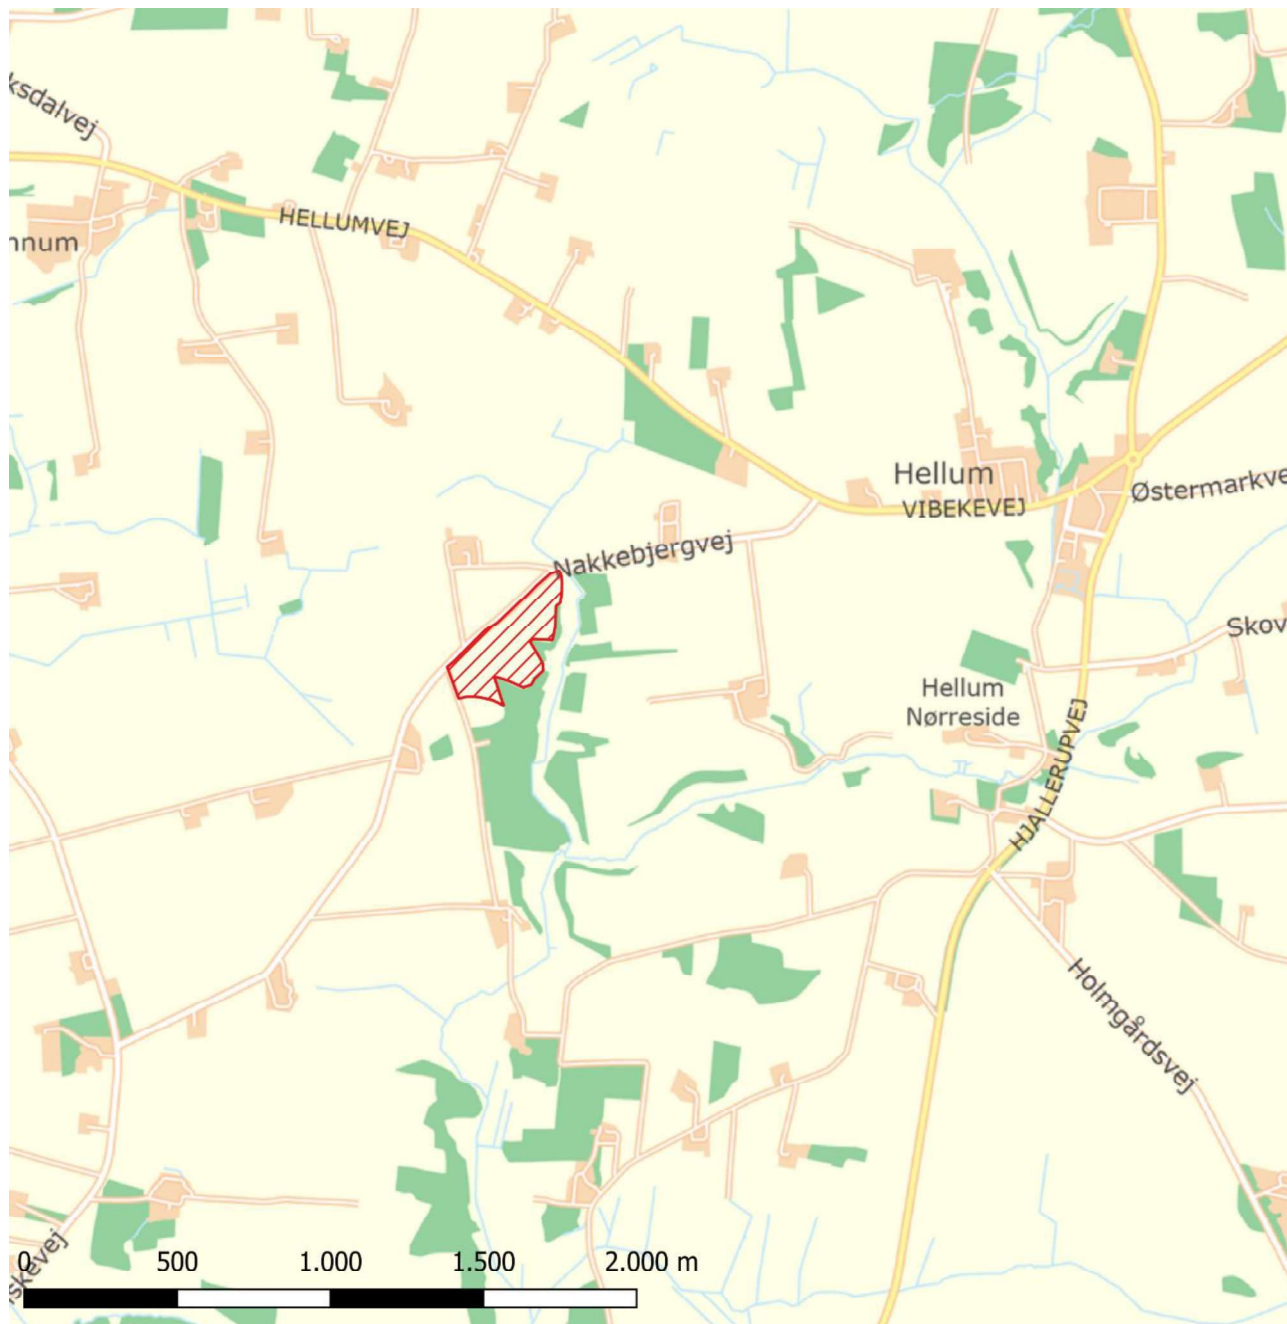 ksdalvej
HELLUMVEJ
nnum
Hellum
VIBEKEVEJ
Østermarkve
Nakkebjergvej
Skov
Hellum
Nørreside
HJALLERUPVEJ
Holmgårdsvej
skevej
0 500 1.000 1.500 2.000 m